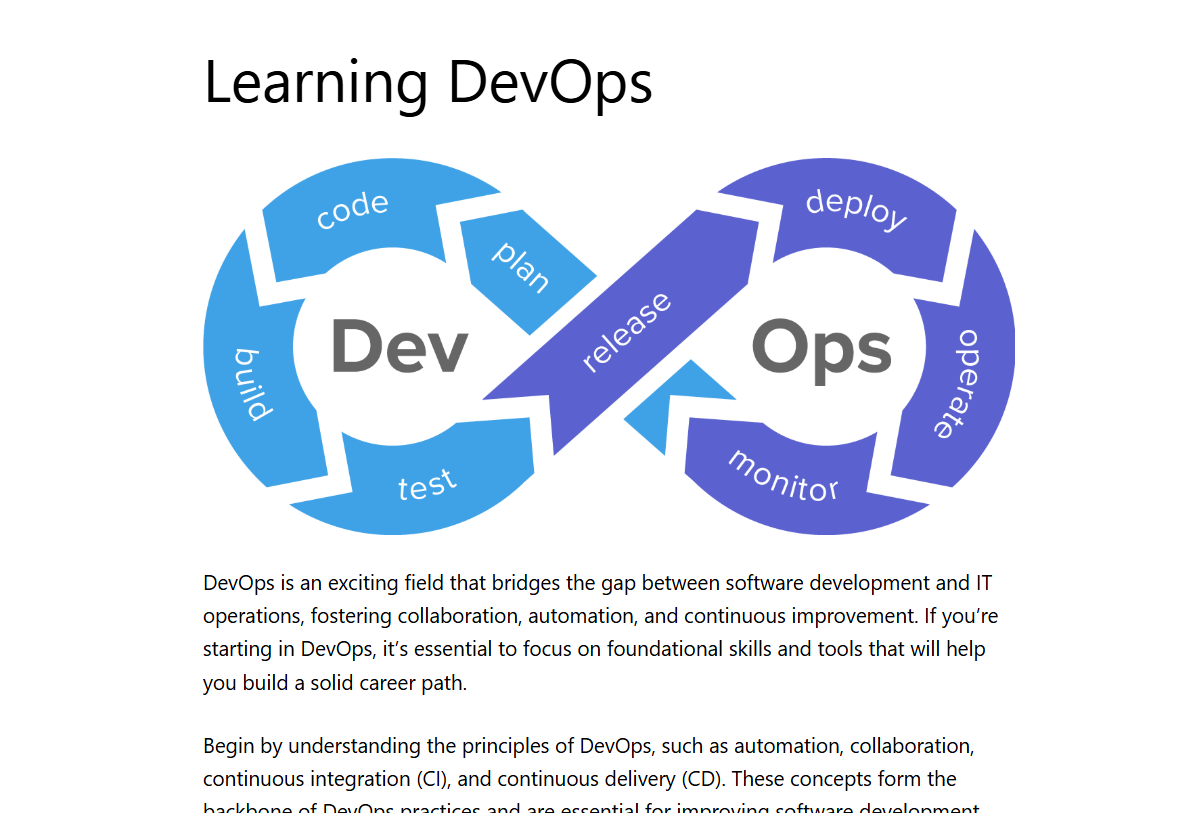 Learning DevOps
code
plan
deploy
release
Dev
Ops
build
operate
test
monitor
DevOps is an exciting field that bridges the gap between software development and IT
operations, fostering collaboration, automation, and continuous improvement. If you’re
starting in DevOps, it’s essential to focus on foundational skills and tools that will help
you build a solid career path.
Begin by understanding the principles of DevOps, such as automation, collaboration,
continuous integration (CI), and continuous delivery (CD). These concepts form the
backbone of DevOps practices and are essential for improving software development